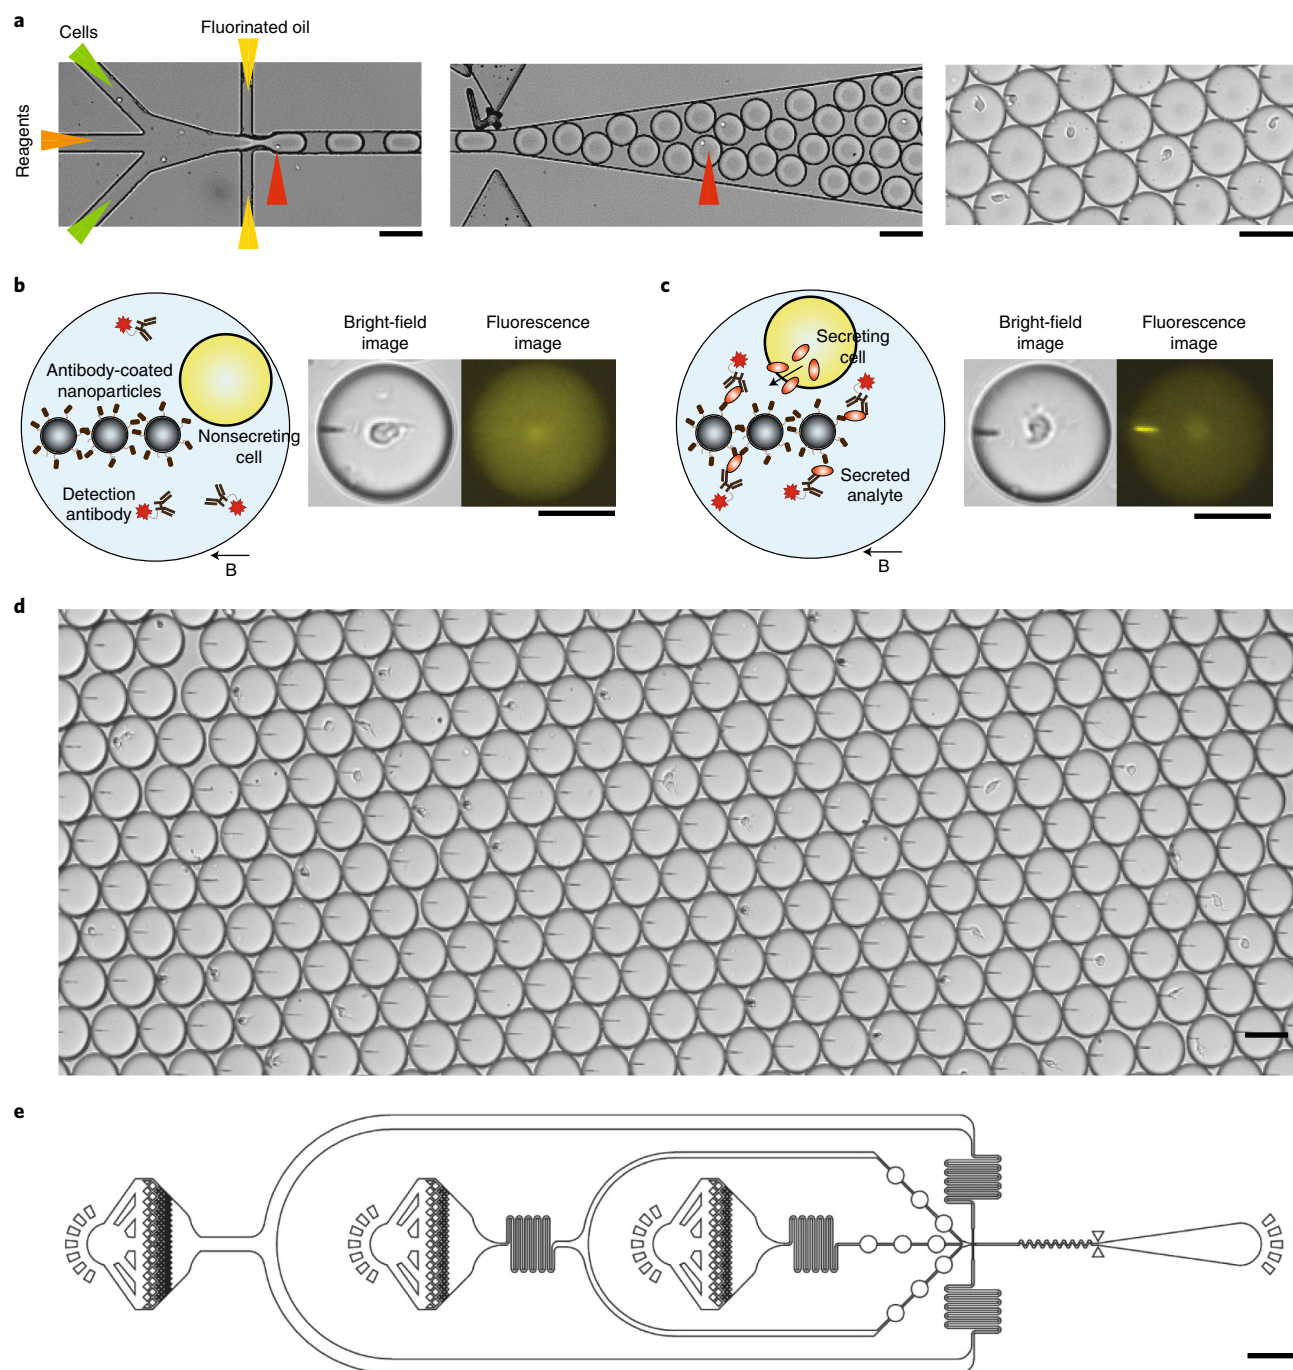 a
Cells
Fluorinated oil
Reagents
b
Antibody-coated
nanoparticles
Nonsecreting
cell
Detection
antibody
B
Bright-field
image
Fluorescence
image
c
Secreting
cell
Secreted
analyte
B
Bright-field
image
Fluorescence
image
d
e